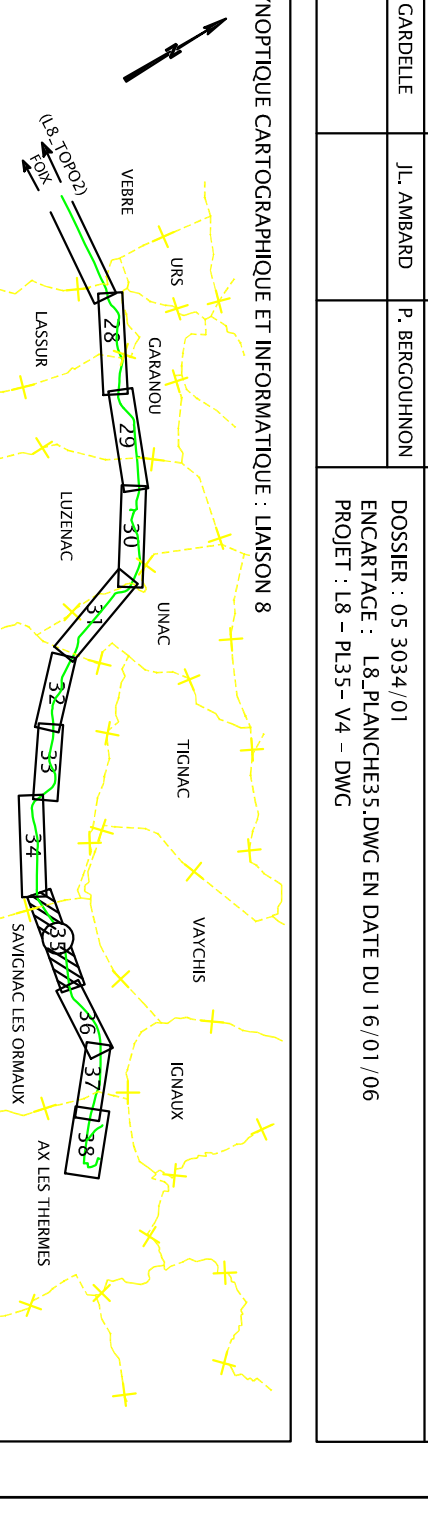 GARDELLE
JL. AMBARD
P. BERGOUHNON
DOSSIER : 05 3034/01
ENCARTAGE : L8_PLANCHE35.DWG EN DATE DU 16/01/06
PROJET : L8 - PL35- V4 - DWG
NOPTIQUE CARTOGRAPHIQUE ET INFORMATIQUE : LIAISON 8
N
(L8_TOPO2)
FOIX
VEBRE
URS
GARANOU
LASSUR
LUZENAC
UNAC
TIGNAC
VAYCHIS
IGNAUX
SAVIGNAC LES ORMAUX
AX LES THERMES
28
29
30
31
32
33
34
35
36
37
38